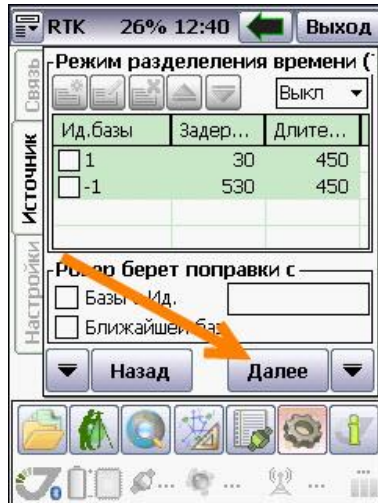 RTK 26% 12:40 Выход
Режим разделеления времени (
Выкл
Ид.базы Задер... Длите...
1 30 450
-1 530 450
Связь
Источник
Настройки
Ровер берет поправки с
Базы с Ид.
Ближайшей
Назад Далее
... ... ...